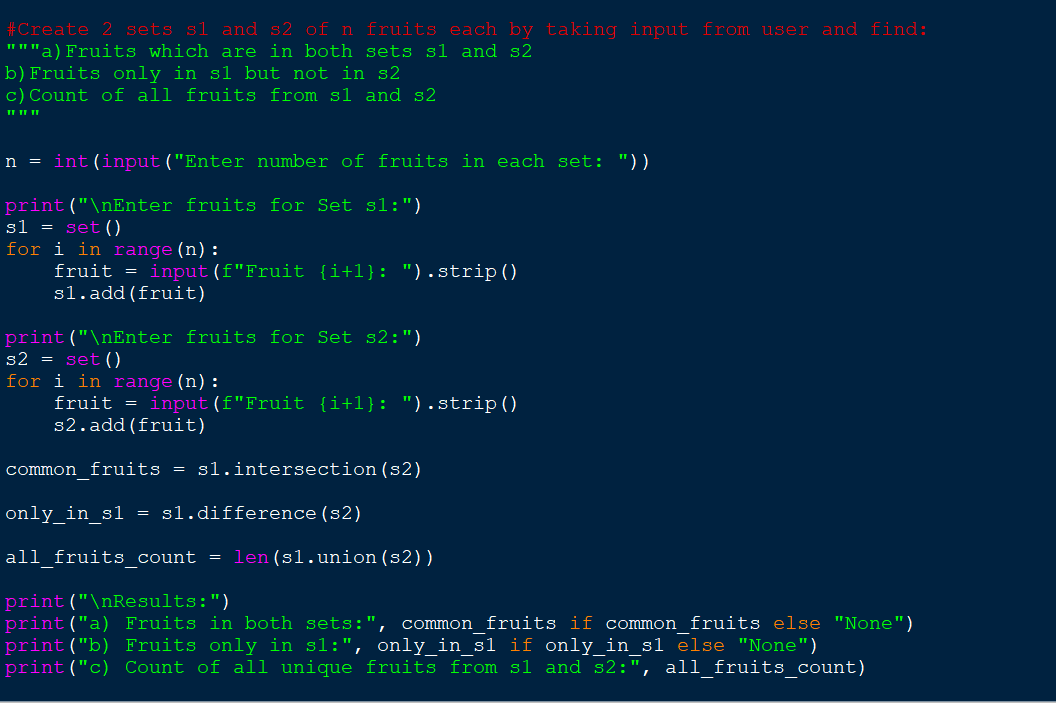 #Create 2 sets s1 and s2 of n fruits each by taking input from user and find:
"""a)Fruits which are in both sets s1 and s2
b)Fruits only in s1 but not in s2
c)Count of all fruits from s1 and s2
"""

n = int(input("Enter number of fruits in each set: "))

print("\nEnter fruits for Set s1:")
s1 = set()
for i in range(n):
    fruit = input(f"Fruit {i+1}: ").strip()
    s1.add(fruit)

print("\nEnter fruits for Set s2:")
s2 = set()
for i in range(n):
    fruit = input(f"Fruit {i+1}: ").strip()
    s2.add(fruit)

common_fruits = s1.intersection(s2)

only_in_s1 = s1.difference(s2)

all_fruits_count = len(s1.union(s2))

print("\nResults:")
print("a) Fruits in both sets:", common_fruits if common_fruits else "None")
print("b) Fruits only in s1:", only_in_s1 if only_in_s1 else "None")
print("c) Count of all unique fruits from s1 and s2:", all_fruits_count)